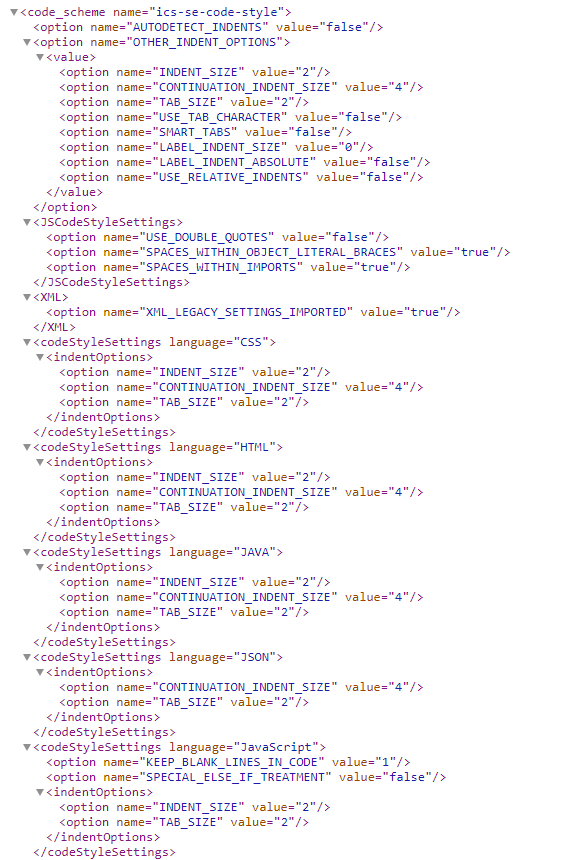 <code_scheme name="ics-se-code-style">
<option name="AUTODETECT_INDENTS" value="false"/>
<option name="OTHER_INDENT_OPTIONS">
<value>
<option name="INDENT_SIZE" value="2"/>
<option name="CONTINUATION_INDENT_SIZE" value="4"/>
<option name="TAB_SIZE" value="2"/>
<option name="USE_TAB_CHARACTER" value="false"/>
<option name="SMART_TABS" value="false"/>
<option name="LABEL_INDENT_SIZE" value="0"/>
<option name="LABEL_INDENT_ABSOLUTE" value="false"/>
<option name="USE_RELATIVE_INDENTS" value="false"/>
</value>
</option>
<JSCodeStyleSettings>
<option name="USE_DOUBLE_QUOTES" value="false"/>
<option name="SPACES_WITHIN_OBJECT_LITERAL_BRACES" value="true"/>
<option name="SPACES_WITHIN_IMPORTS" value="true"/>
</JSCodeStyleSettings>
<XML>
<option name="XML_LEGACY_SETTINGS_IMPORTED" value="true"/>
</XML>
<codeStyleSettings language="CSS">
<indentOptions>
<option name="INDENT_SIZE" value="2"/>
<option name="CONTINUATION_INDENT_SIZE" value="4"/>
<option name="TAB_SIZE" value="2"/>
</indentOptions>
</codeStyleSettings>
<codeStyleSettings language="HTML">
<indentOptions>
<option name="INDENT_SIZE" value="2"/>
<option name="CONTINUATION_INDENT_SIZE" value="4"/>
<option name="TAB_SIZE" value="2"/>
</indentOptions>
</codeStyleSettings>
<codeStyleSettings language="JAVA">
<indentOptions>
<option name="INDENT_SIZE" value="2"/>
<option name="CONTINUATION_INDENT_SIZE" value="4"/>
<option name="TAB_SIZE" value="2"/>
</indentOptions>
</codeStyleSettings>
<codeStyleSettings language="JSON">
<indentOptions>
<option name="CONTINUATION_INDENT_SIZE" value="4"/>
<option name="TAB_SIZE" value="2"/>
</indentOptions>
</codeStyleSettings>
<codeStyleSettings language="JavaScript">
<option name="KEEP_BLANK_LINES_IN_CODE" value="1"/>
<option name="SPECIAL_ELSE_IF_TREATMENT" value="false"/>
<indentOptions>
<option name="INDENT_SIZE" value="2"/>
<option name="TAB_SIZE" value="2"/>
</indentOptions>
</codeStyleSettings>